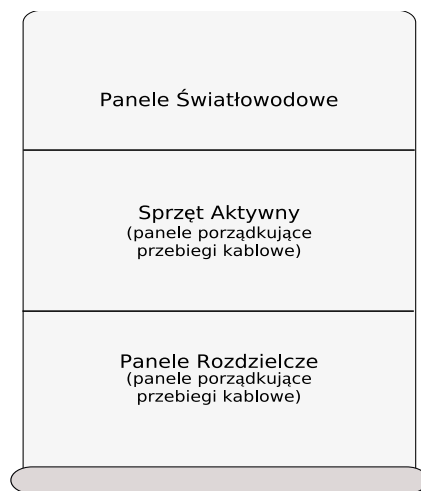 Panele Światłowodowe
Sprzęt Aktywny
(panele porządkujące
przebiegi kablowe)
Panele Rozdzielcze
(panele porządkujące
przebiegi kablowe)